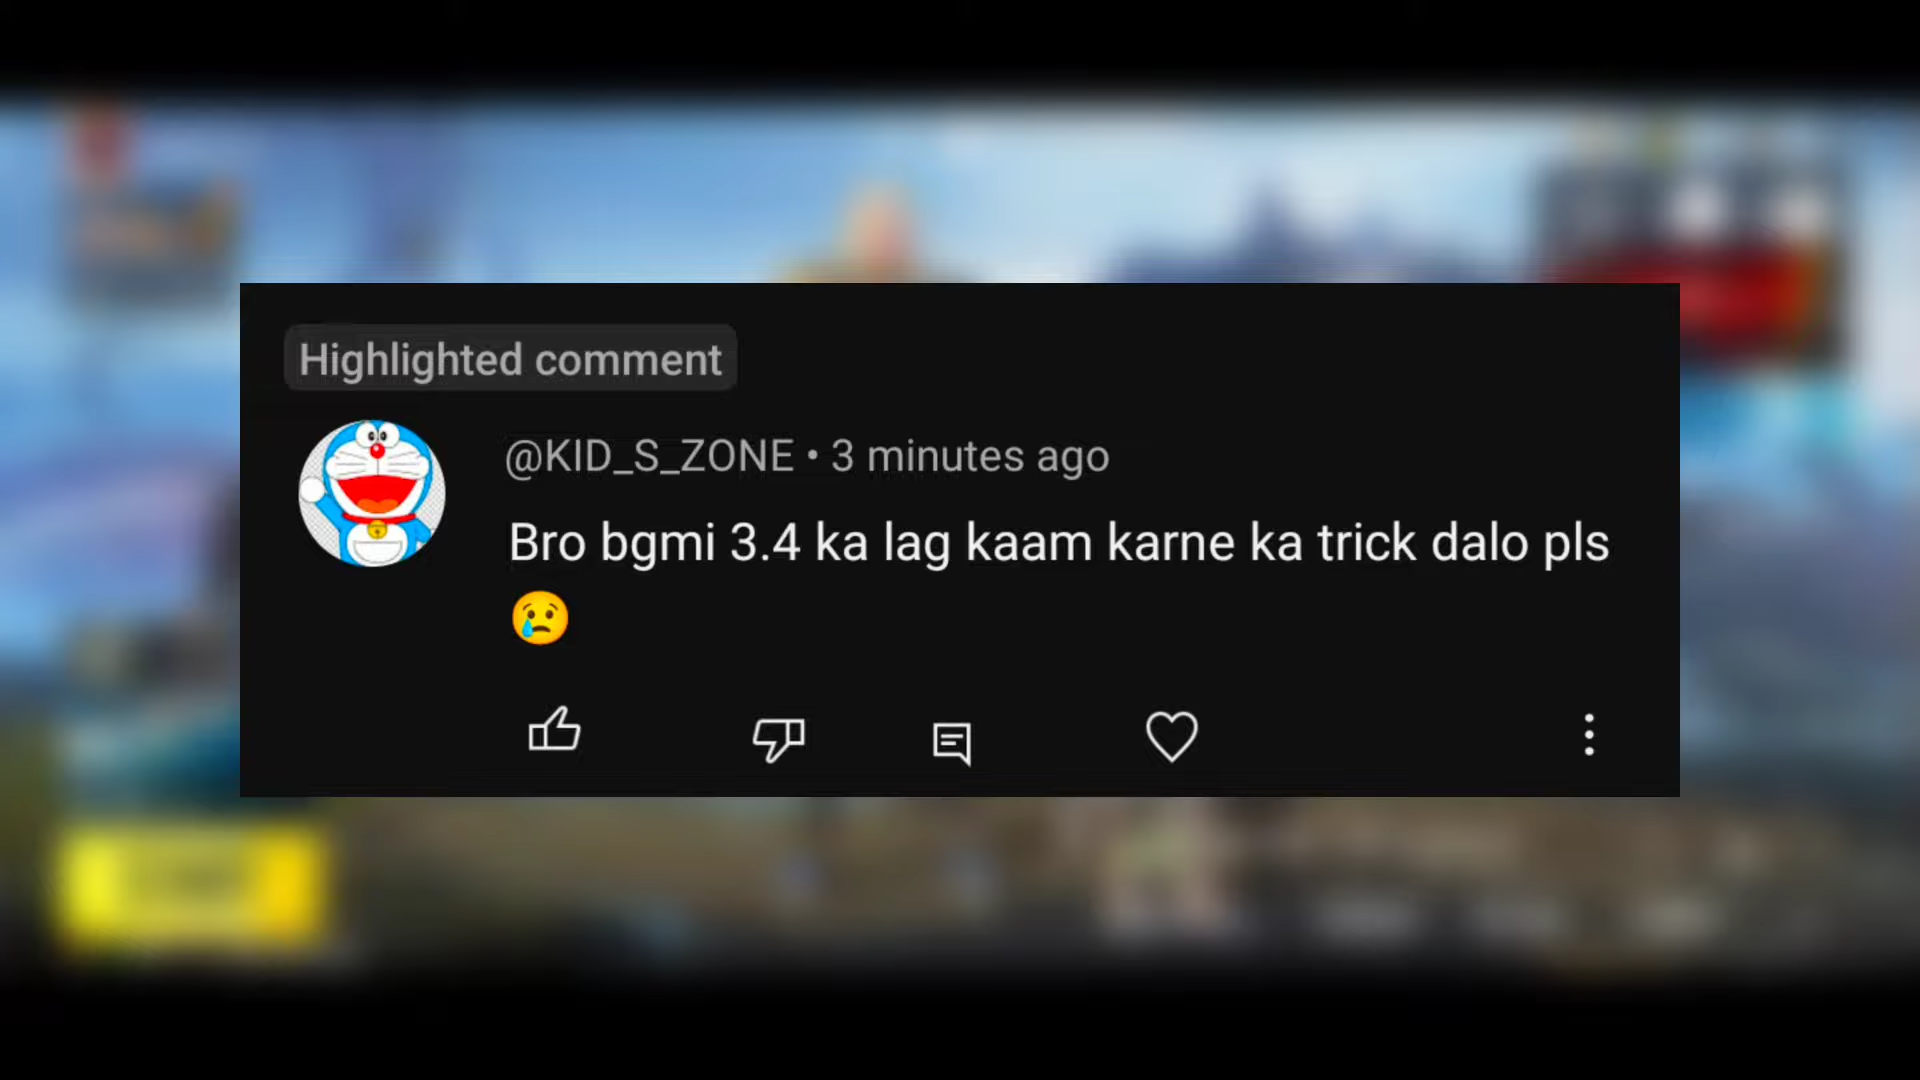 Highlighted comment
@KID_S_ZONE • 3 minutes ago
Bro bgmi 3.4 ka lag kaam karne ka trick dalo pls
😢